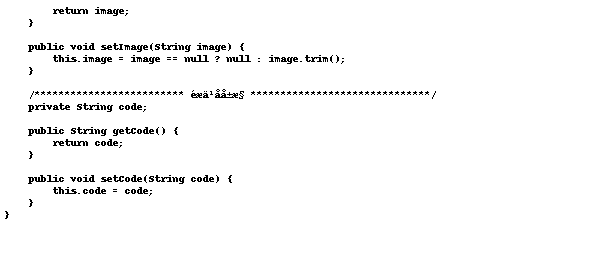 return image;
    }

    public void setImage(String image) {
        this.image = image == null ? null : image.trim();
    }

    /************************* éæä¹åå±æ§ ******************************/
    private String code;

    public String getCode() {
        return code;
    }

    public void setCode(String code) {
        this.code = code;
    }
}